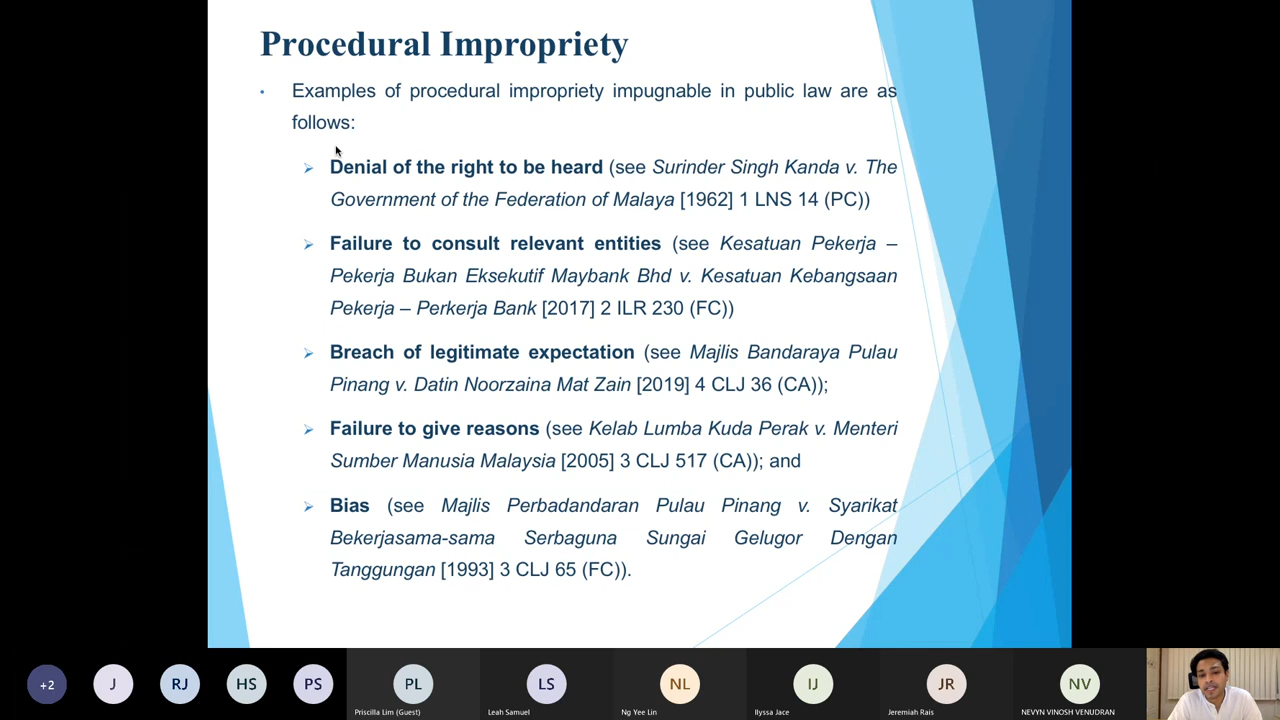 Procedural Impropriety
• Examples of procedural impropriety impugnable in public law are as
follows:
➢ Denial of the right to be heard (see Surinder Singh Kanda v. The
Government of the Federation of Malaya [1962] 1 LNS 14 (PC))
➢ Failure to consult relevant entities (see Kesatuan Pekerja –
Pekerja Bukan Eksekutif Maybank Bhd v. Kesatuan Kebangsaan
Pekerja – Perkerja Bank [2017] 2 ILR 230 (FC))
➢ Breach of legitimate expectation (see Majlis Bandaraya Pulau
Pinang v. Datin Noorzaina Mat Zain [2019] 4 CLJ 36 (CA));
➢ Failure to give reasons (see Kelab Lumba Kuda Perak v. Menteri
Sumber Manusia Malaysia [2005] 3 CLJ 517 (CA)); and
➢ Bias (see Majlis Perbadandaran Pulau Pinang v. Syarikat
Bekerjasama-sama Serbaguna Sungai Gelugor Dengan
Tanggungan [1993] 3 CLJ 65 (FC)).
+2 J RJ HS PS PL LS NL IJ JR NV
Priscilla Lim (Guest) Leah Samuel Ng Yee Lin Ilyssa Jace Jeremiah Rais NEVYN VINOSH VENUDRAN